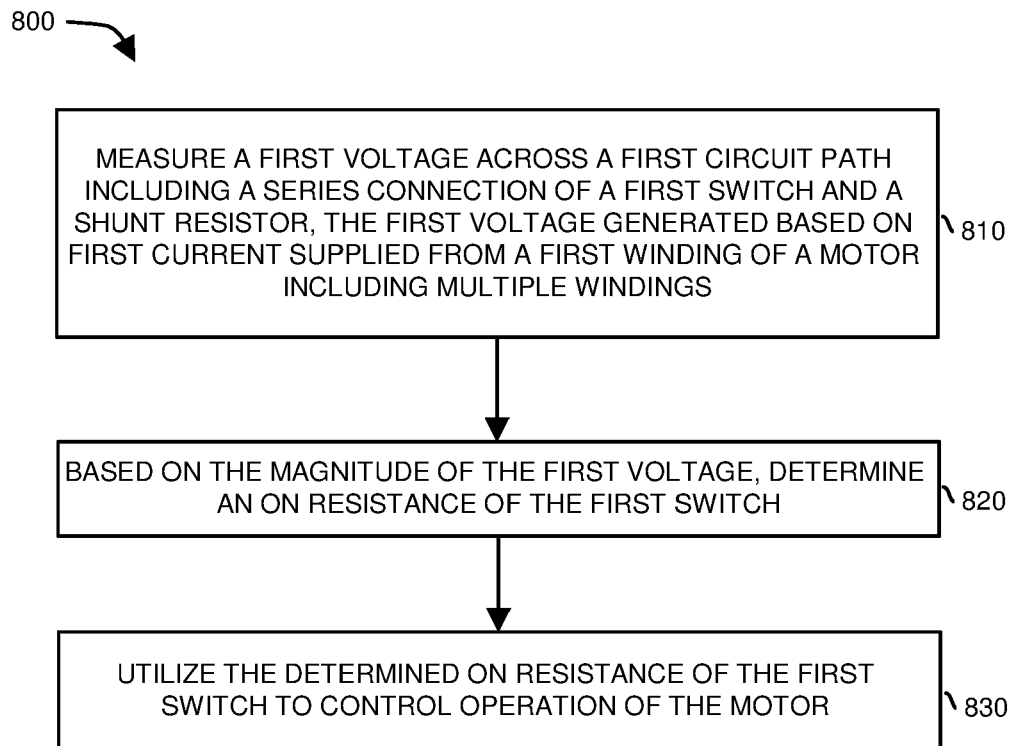 800
MEASURE A FIRST VOLTAGE ACROSS A FIRST CIRCUIT PATH
INCLUDING A SERIES CONNECTION OF A FIRST SWITCH AND A
SHUNT RESISTOR, THE FIRST VOLTAGE GENERATED BASED ON
FIRST CURRENT SUPPLIED FROM A FIRST WINDING OF A MOTOR
INCLUDING MULTIPLE WINDINGS
810
BASED ON THE MAGNITUDE OF THE FIRST VOLTAGE, DETERMINE
AN ON RESISTANCE OF THE FIRST SWITCH
820
UTILIZE THE DETERMINED ON RESISTANCE OF THE FIRST
SWITCH TO CONTROL OPERATION OF THE MOTOR
830